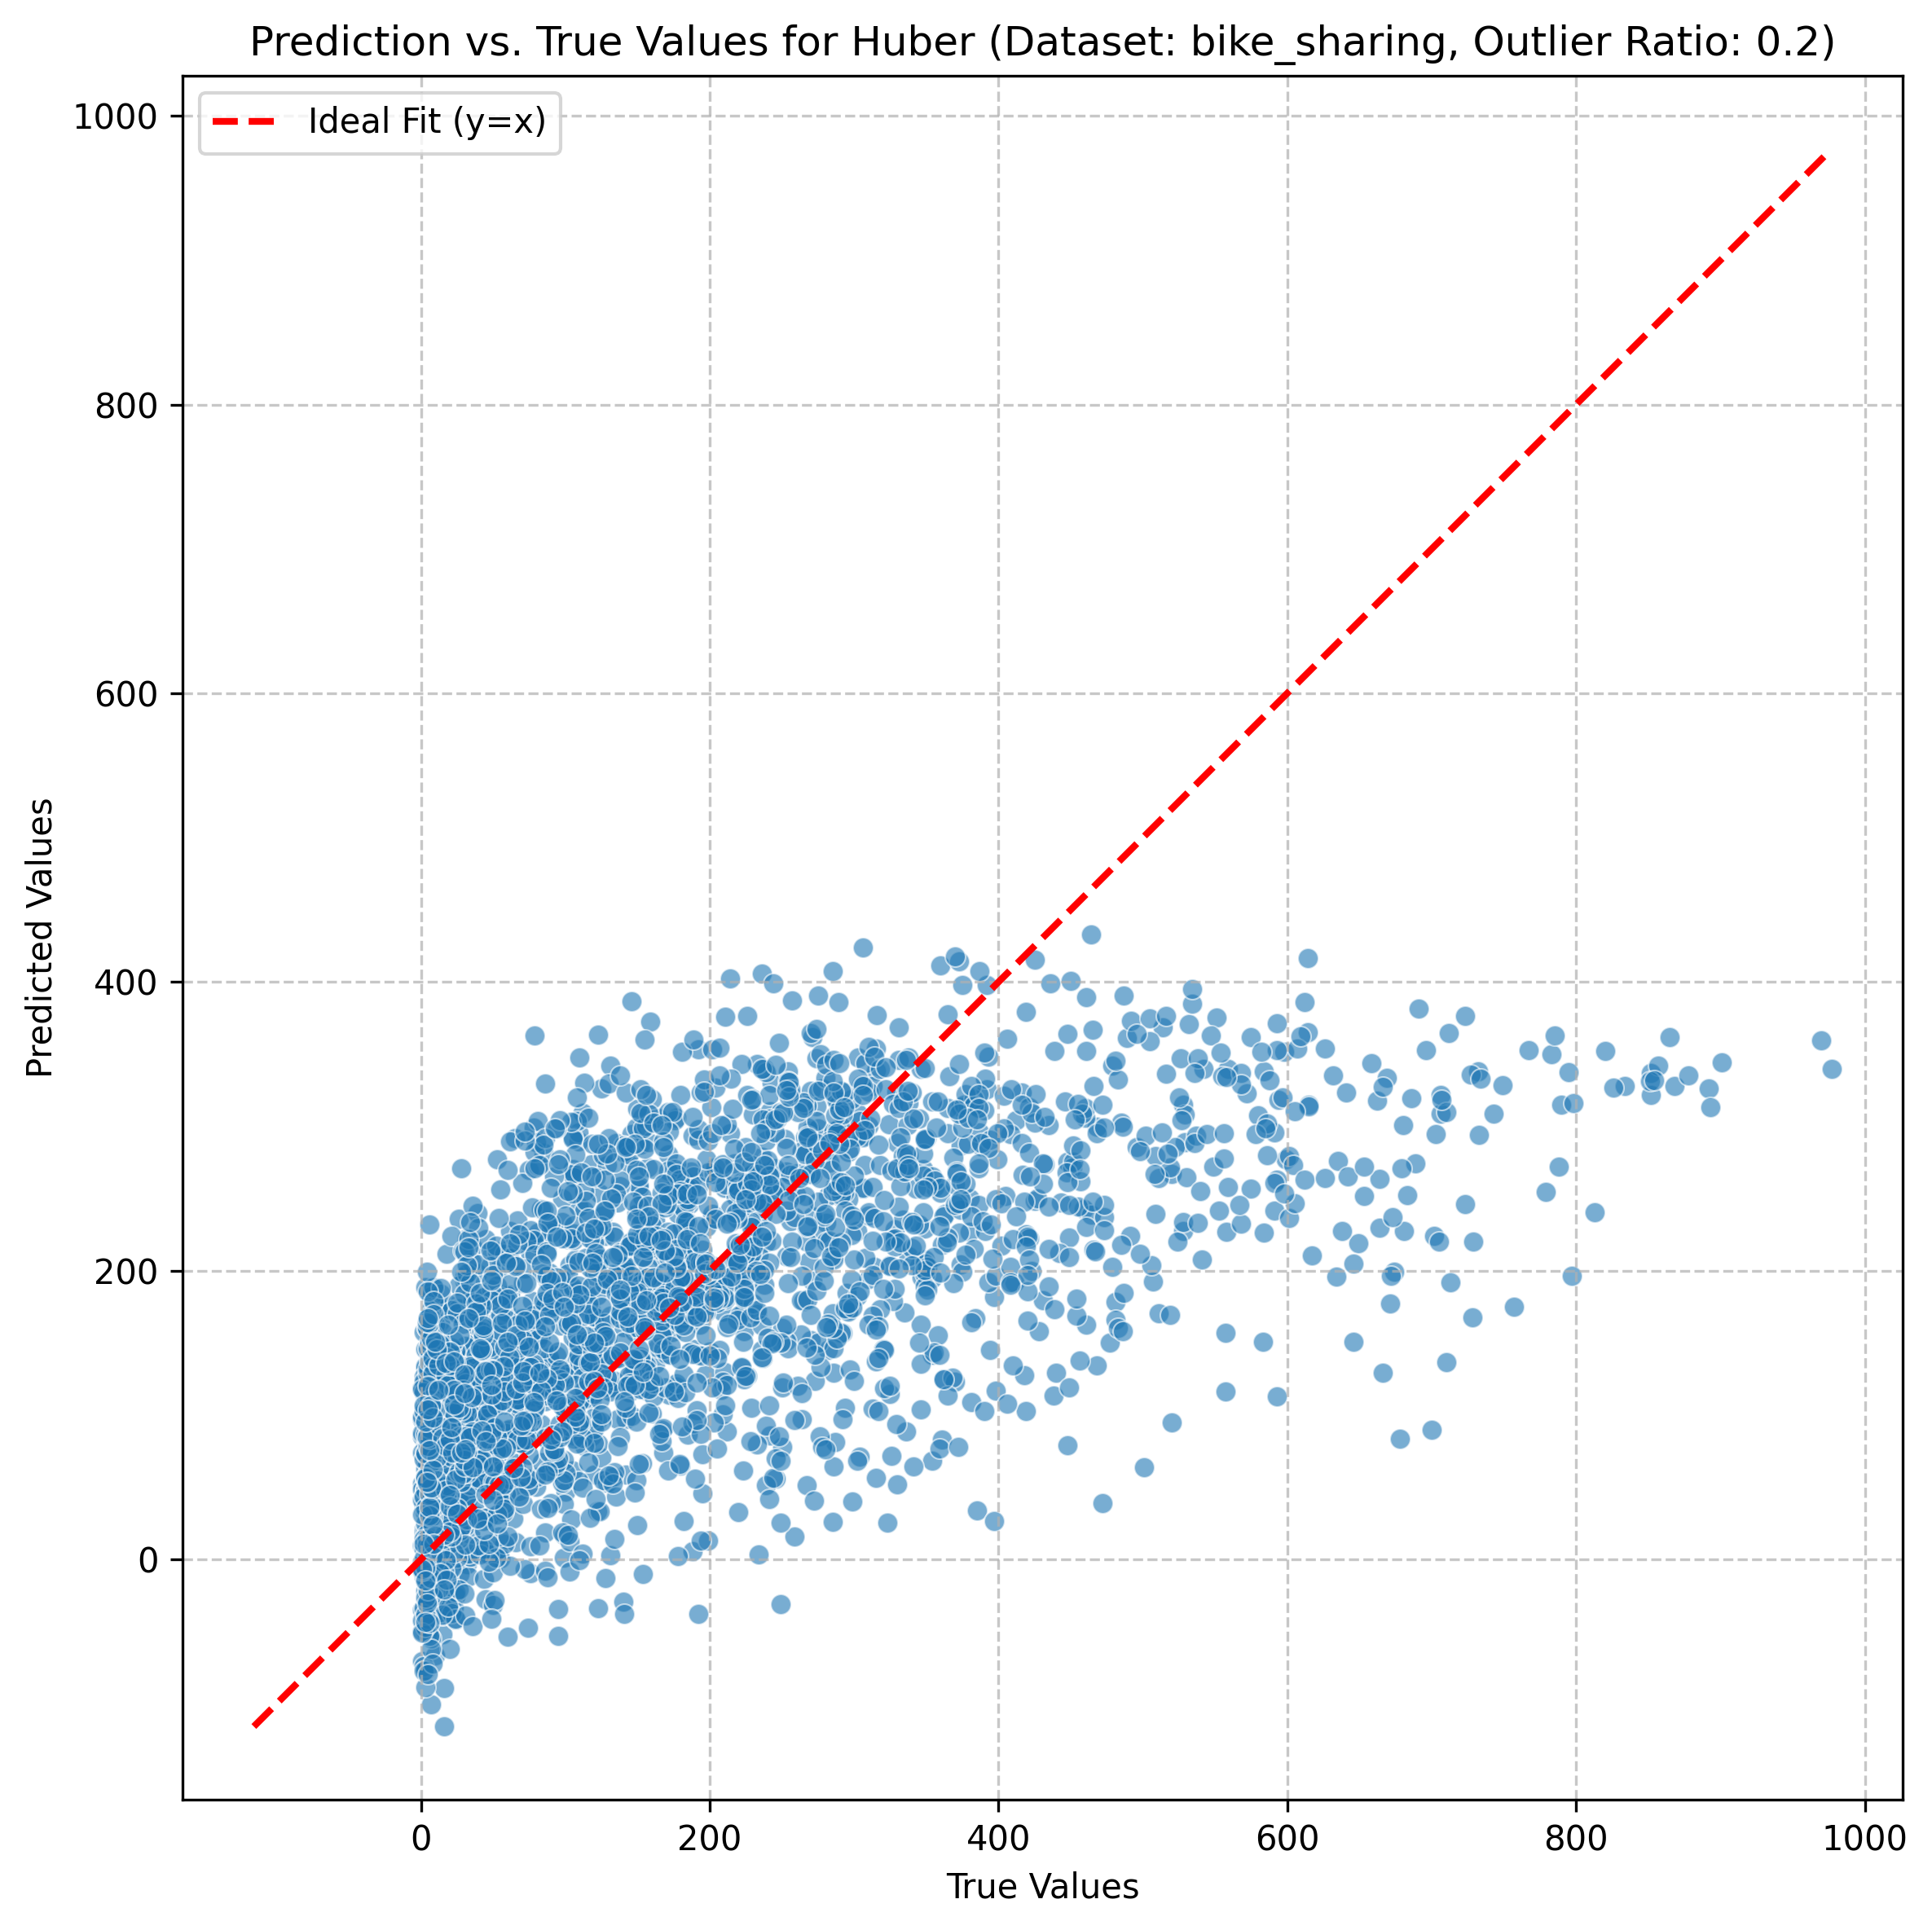 Prediction vs. True Values for Huber (Dataset: bike_sharing, Outlier Ratio: 0.2)
Ideal Fit (y=x)
1000
800
600
400
200
0
Predicted Values
0 200 400 600 800 1000
True Values